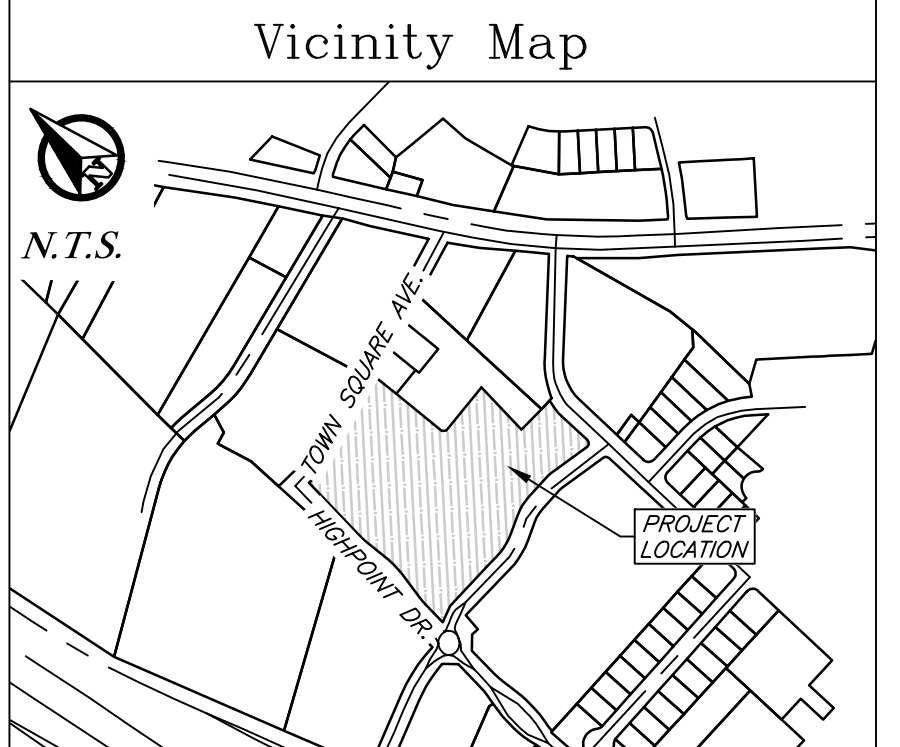 Vicinity Map
N
N.T.S.
TOWN SQUARE AVE.
HIGHPOINT DR.
PROJECT
LOCATION